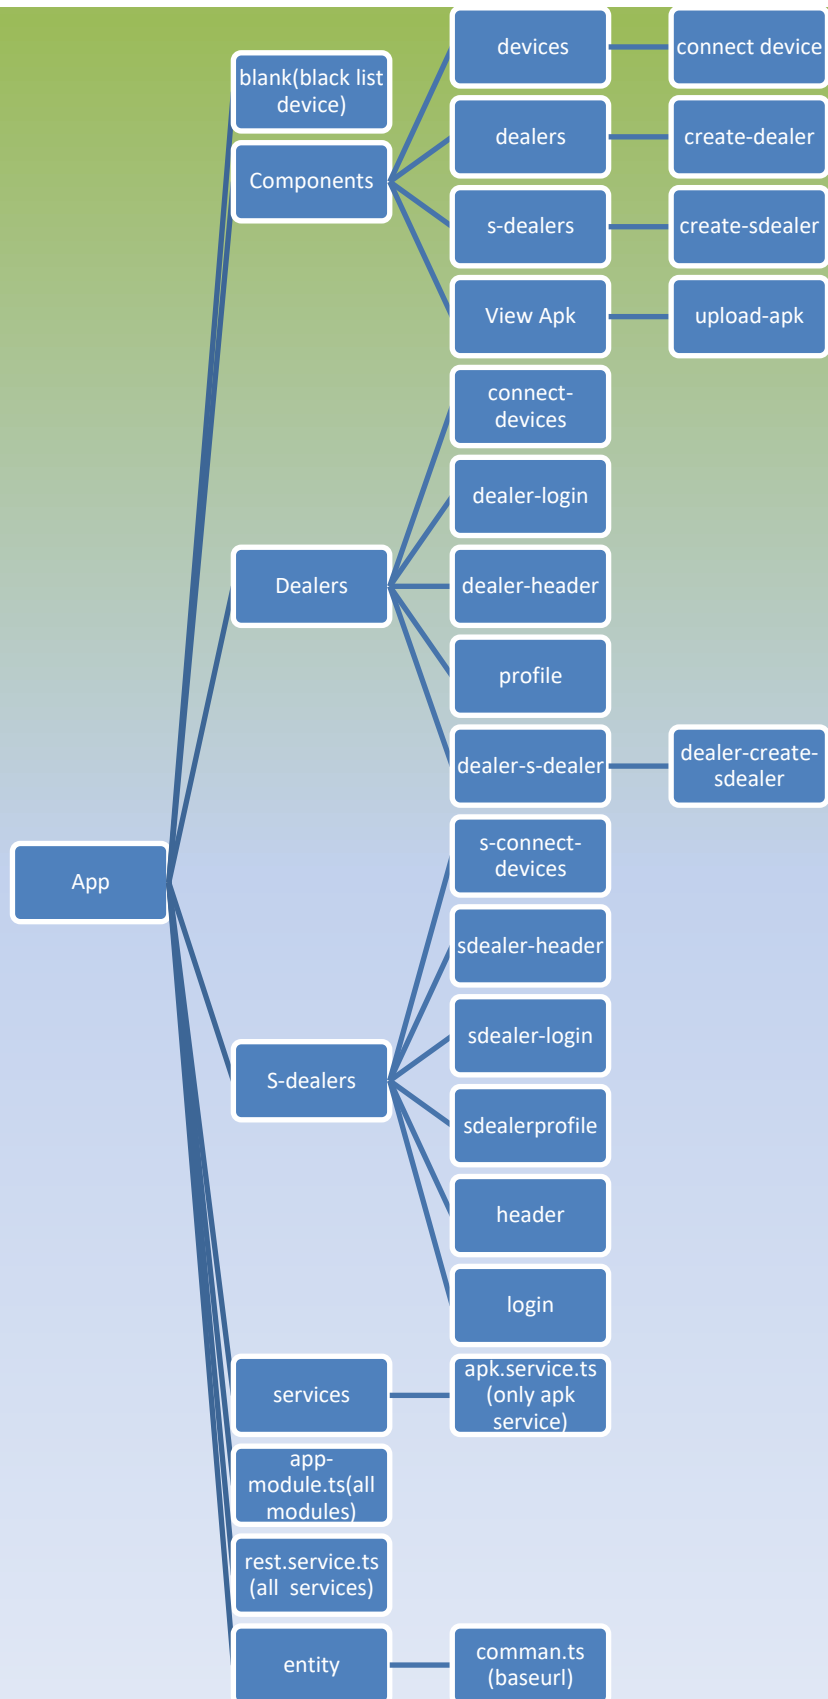 devices
connect device
blank(black list
device)
dealers
create-dealer
Components
s-dealers
create-sdealer
View Apk
upload-apk
connect-
devices
dealer-login
Dealers
dealer-header
profile
dealer-s-dealer
dealer-create-
sdealer
App
s-connect-
devices
sdealer-header
sdealer-login
S-dealers
sdealerprofile
header
login
services
apk.service.ts
(only apk
service)
app-
module.ts(all
modules)
rest.service.ts
(all  services)
entity
comman.ts
(baseurl)